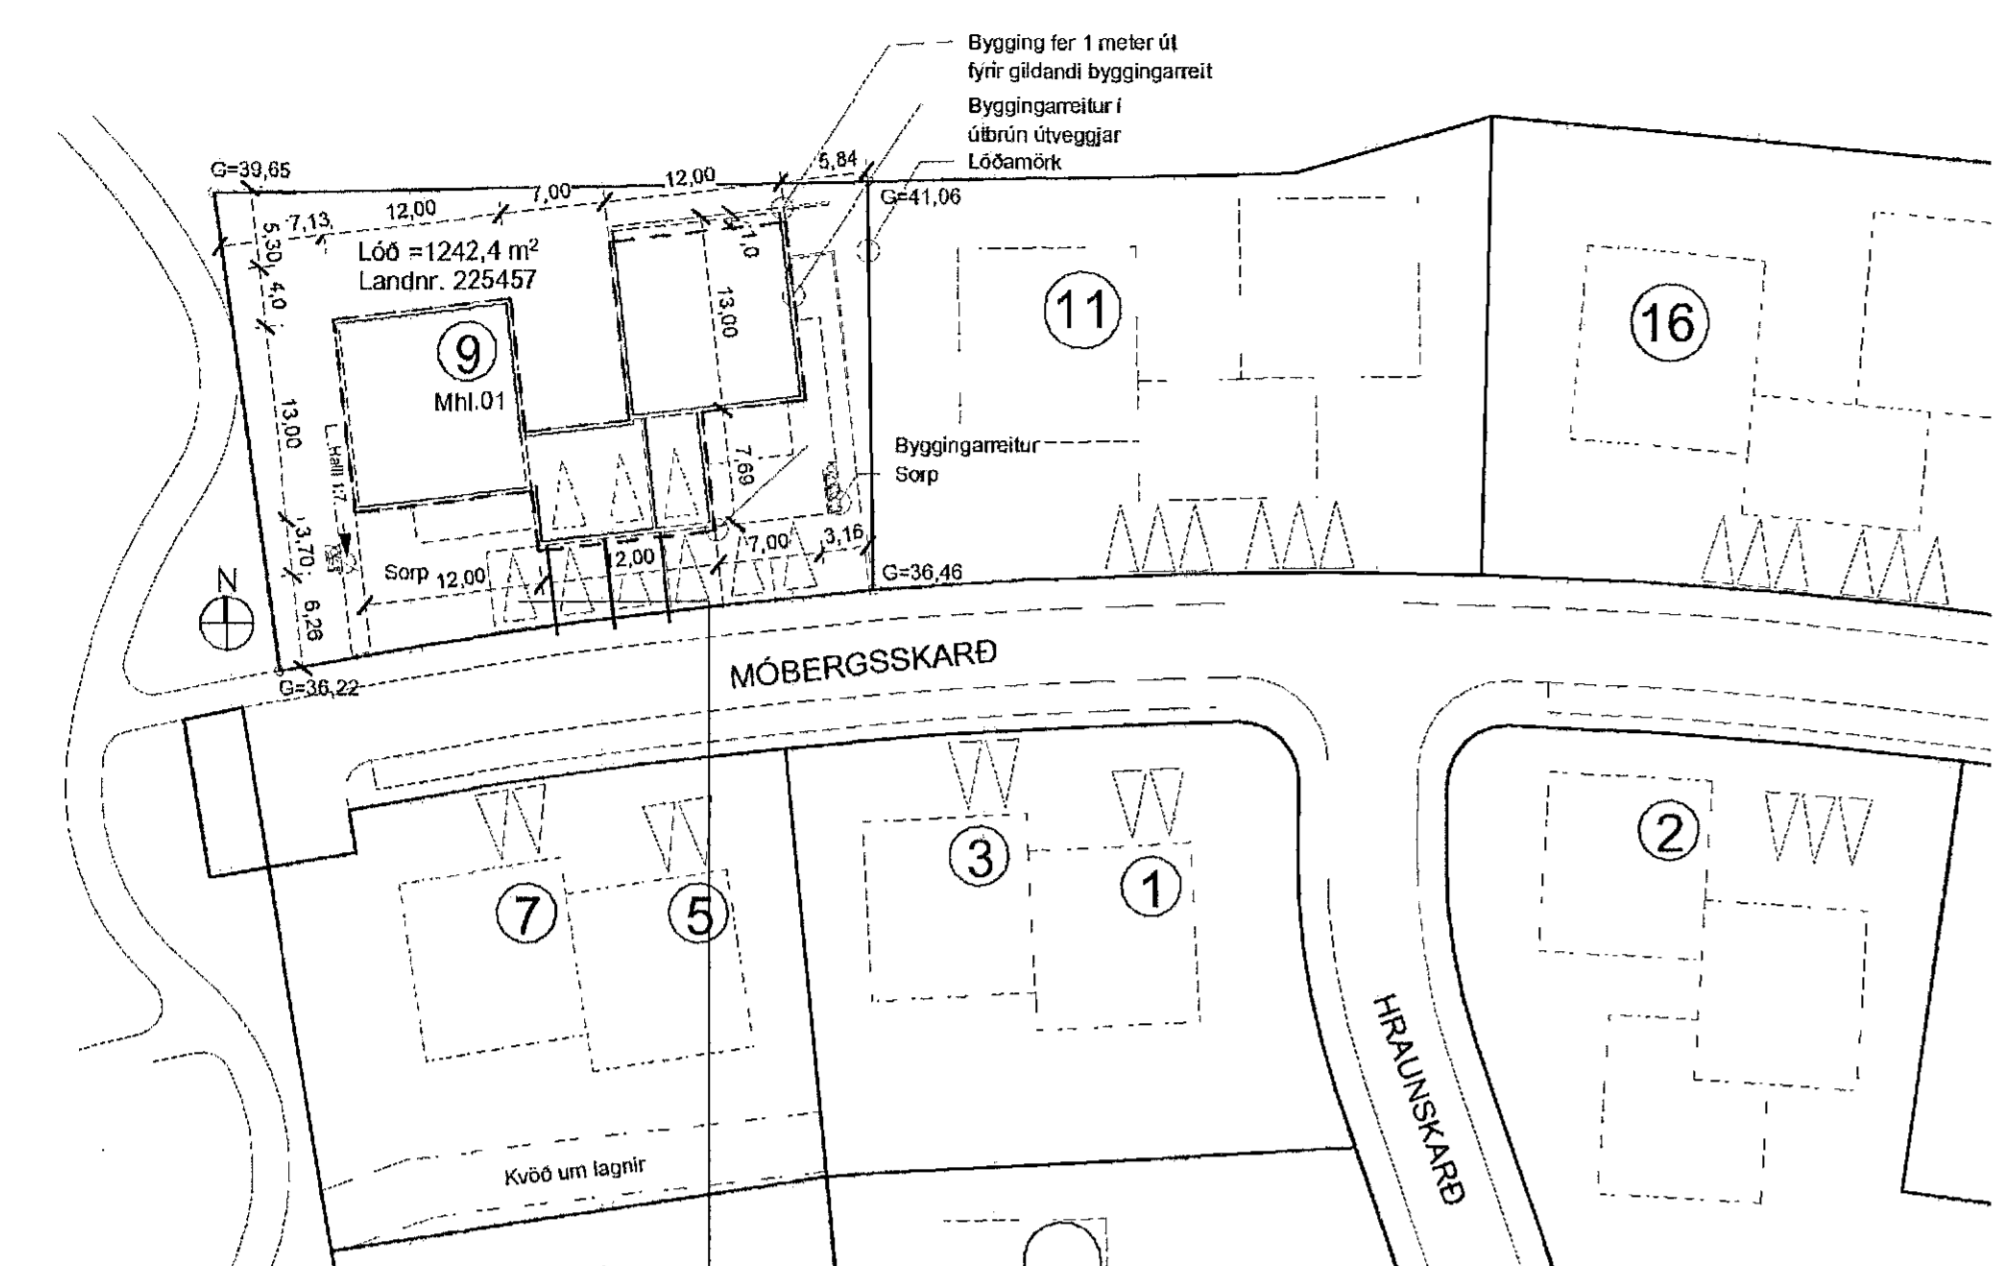 Bygging fer 1 meter út
fyrir gildandi byggingarreit
Byggingarreitur í
útbrún útveggjar
Lóðamörk
G=39,65
5,84
12,00
7,00
12,00
7,13
G=41,06
5,30
4,0
1,0
Lóð =1242,4 m²
Landnr. 225457
13,00
9
Mhl.01
11
16
13,00
L. Halli 1:7
7,69
Byggingarreitur
Sorp
3,70
Sorp
12,00
12,00
7,00
3,16
G=36,46
N
6,26
G=36,22
MÓBERGSSKARÐ
7
5
3
1
2
HRAUNSKARÐ
Kvöð um lagnir